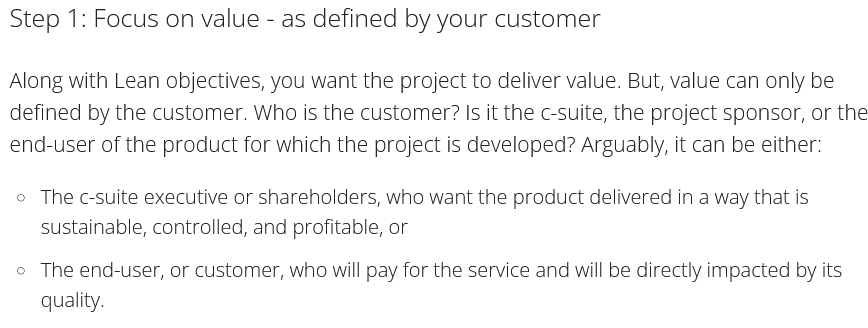 Step 1: Focus on value - as defined by your customer
Along with Lean objectives, you want the project to deliver value. But, value can only be
defined by the customer. Who is the customer? Is it the c-suite, the project sponsor, or the
end-user of the product for which the project is developed? Arguably, it can be either:
○ The c-suite executive or shareholders, who want the product delivered in a way that is
sustainable, controlled, and profitable, or
○ The end-user, or customer, who will pay for the service and will be directly impacted by its
quality.